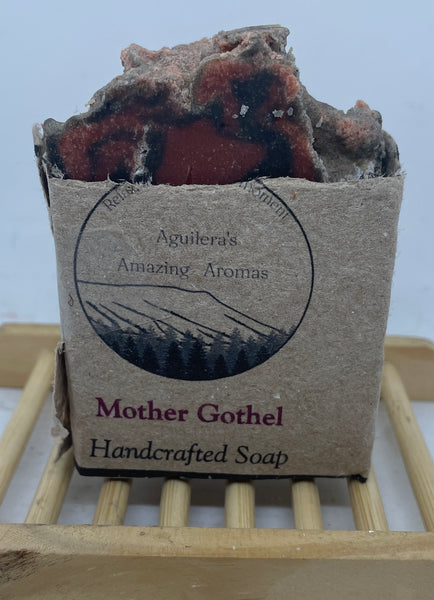 Aguilera's
Amazing Aromas
Mother Gothel
Handcrafted Soap